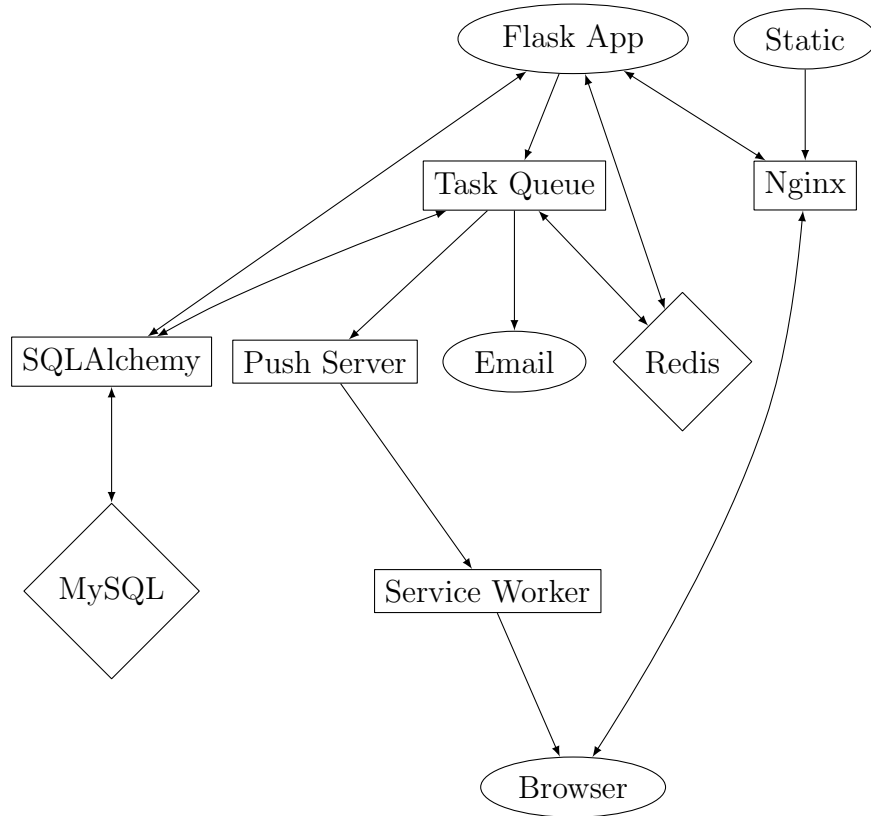 Flask App
Static
Task Queue
Nginx
SQLAlchemy
Push Server
Email
Redis
MySQL
Service Worker
Browser